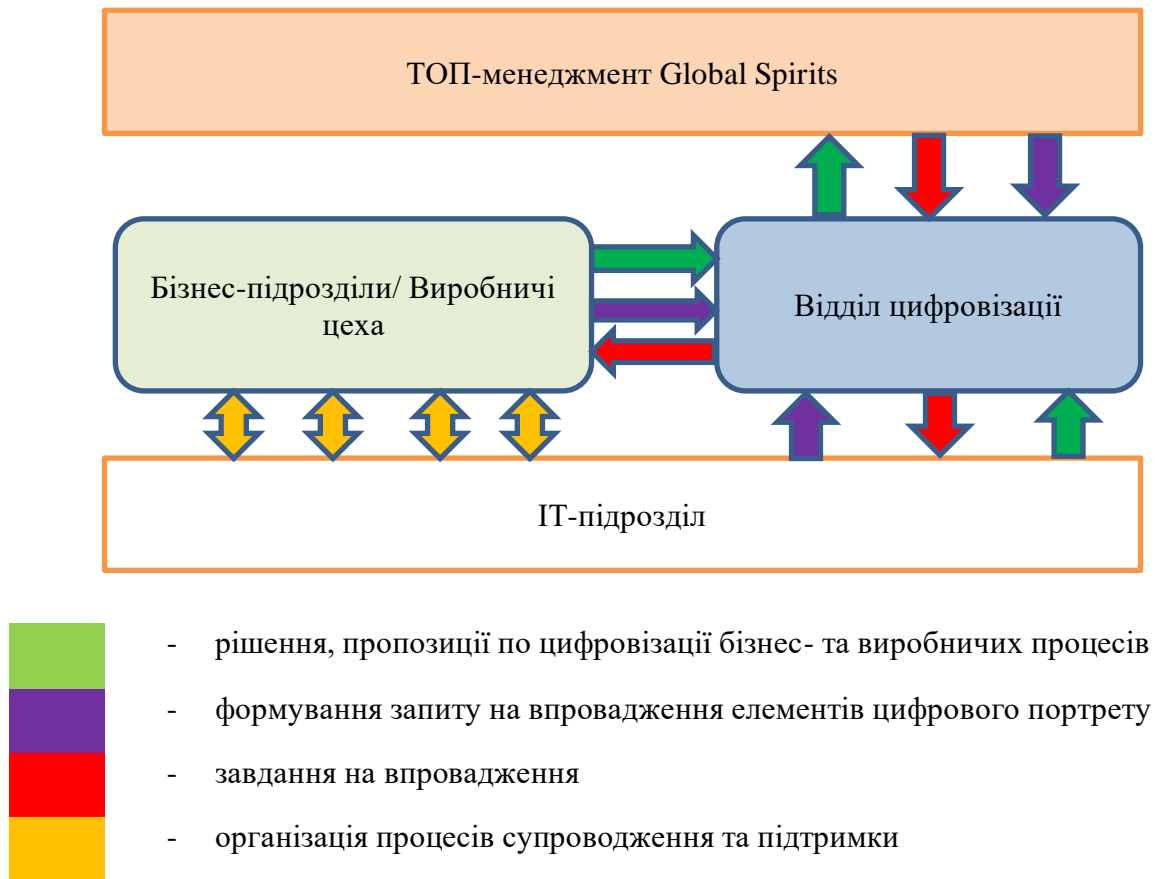 ТОП-менеджмент Global Spirits
Бізнес-підрозділи/ Виробничі
цеха
Відділ цифровізації
ІТ-підрозділ
- рішення, пропозиції по цифровізації бізнес- та виробничих процесів
- формування запиту на впровадження елементів цифрового портрету
- завдання на впровадження
- організація процесів супроводження та підтримки